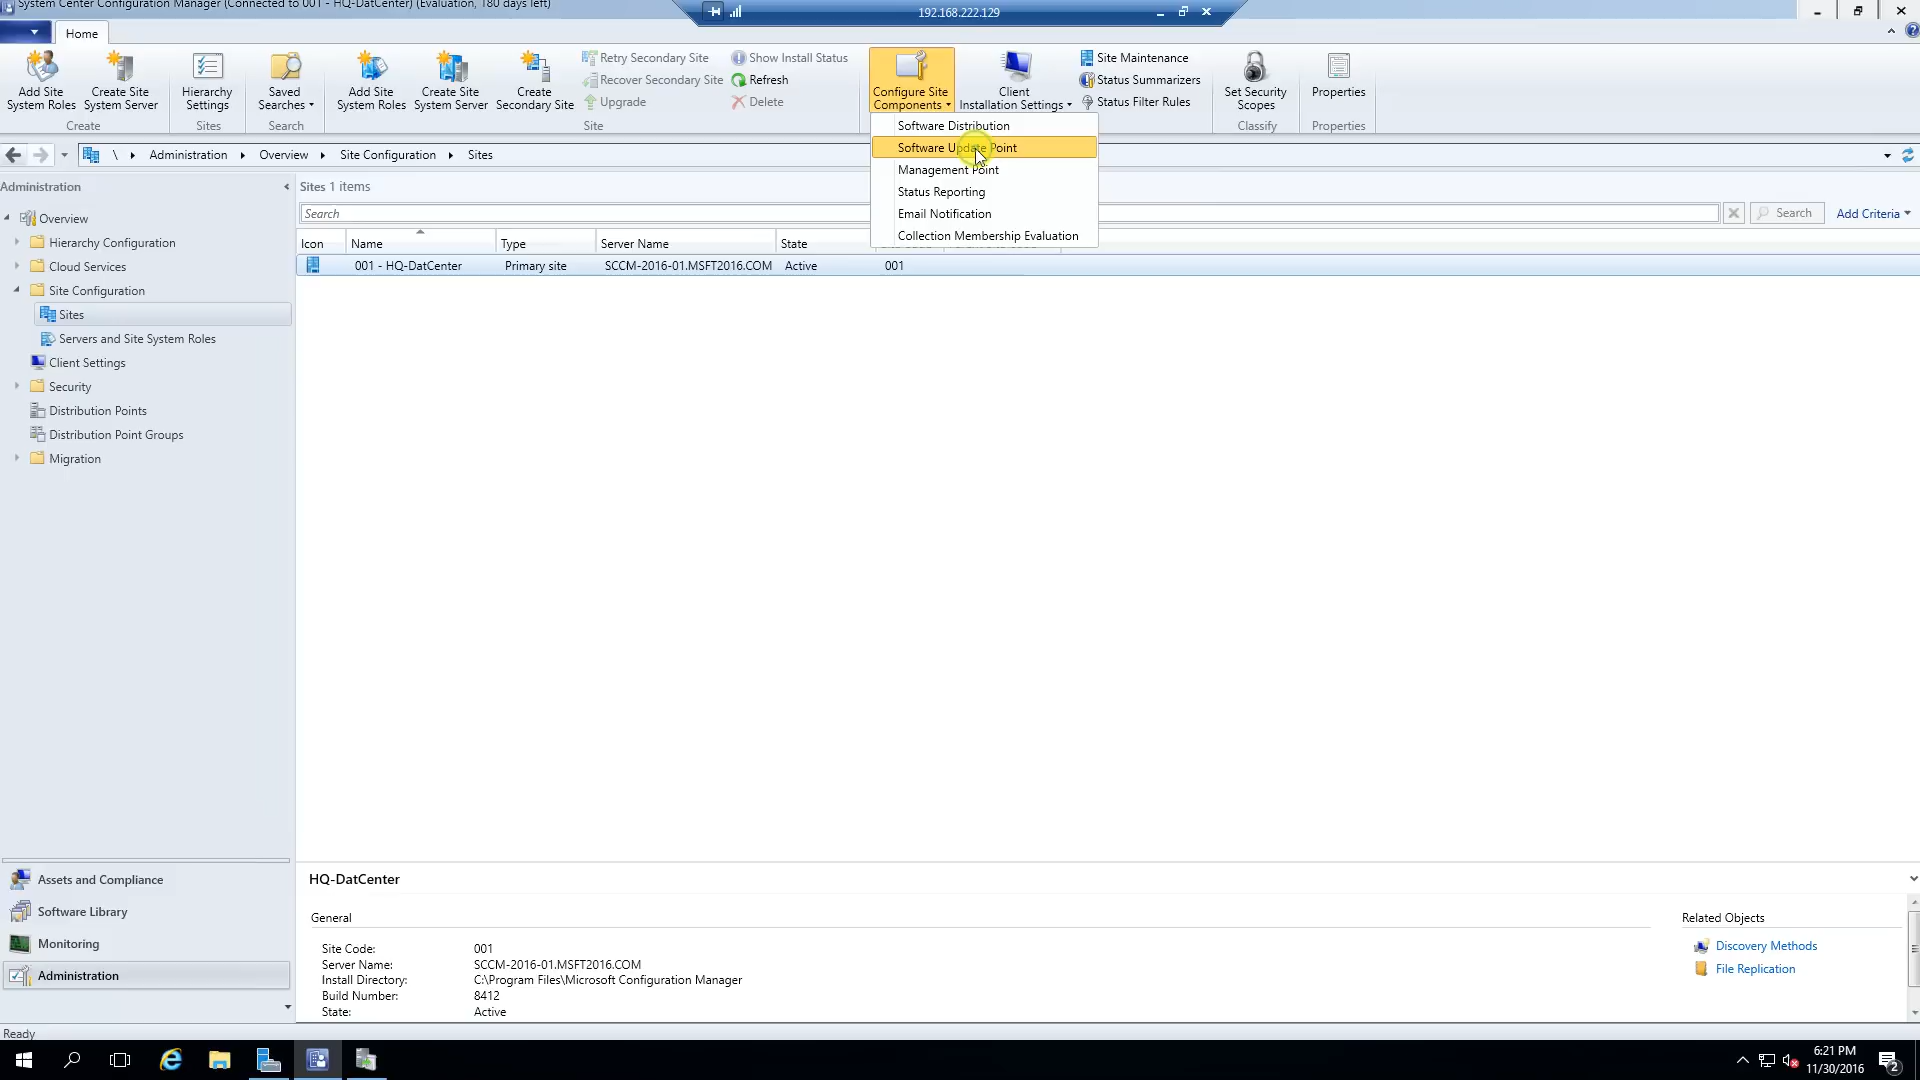 System Center Configuration Manager (Connected to 001 - HQ-DatCenter) (Evaluation, 180 days left)
192.168.222.129
Home
Add Site System Roles
Create Site System Server
Create
Hierarchy Settings
Sites
Saved Searches
Search
Add Site System Roles
Create Site System Server
Create Secondary Site
Retry Secondary Site
Recover Secondary Site
Upgrade
Show Install Status
Refresh
Delete
Site
Configure Site Components
Client Installation Settings
Site Maintenance
Status Summarizers
Status Filter Rules
Set Security Scopes
Classify
Properties
Properties
Software Distribution
Software Update Point
Management Point
Status Reporting
Email Notification
Collection Membership Evaluation
\ Administration Overview Site Configuration Sites
Administration
Overview
Hierarchy Configuration
Cloud Services
Site Configuration
Sites
Servers and Site System Roles
Client Settings
Security
Distribution Points
Distribution Point Groups
Migration
Assets and Compliance
Software Library
Monitoring
Administration
Sites 1 items
Search
Search
Add Criteria
Icon Name Type Server Name State
001 - HQ-DatCenter Primary site SCCM-2016-01.MSFT2016.COM Active 001
HQ-DatCenter
General
Site Code: 001
Server Name: SCCM-2016-01.MSFT2016.COM
Install Directory: C:\Program Files\Microsoft Configuration Manager
Build Number: 8412
State: Active
Related Objects
Discovery Methods
File Replication
Ready
6:21 PM
11/30/2016
2